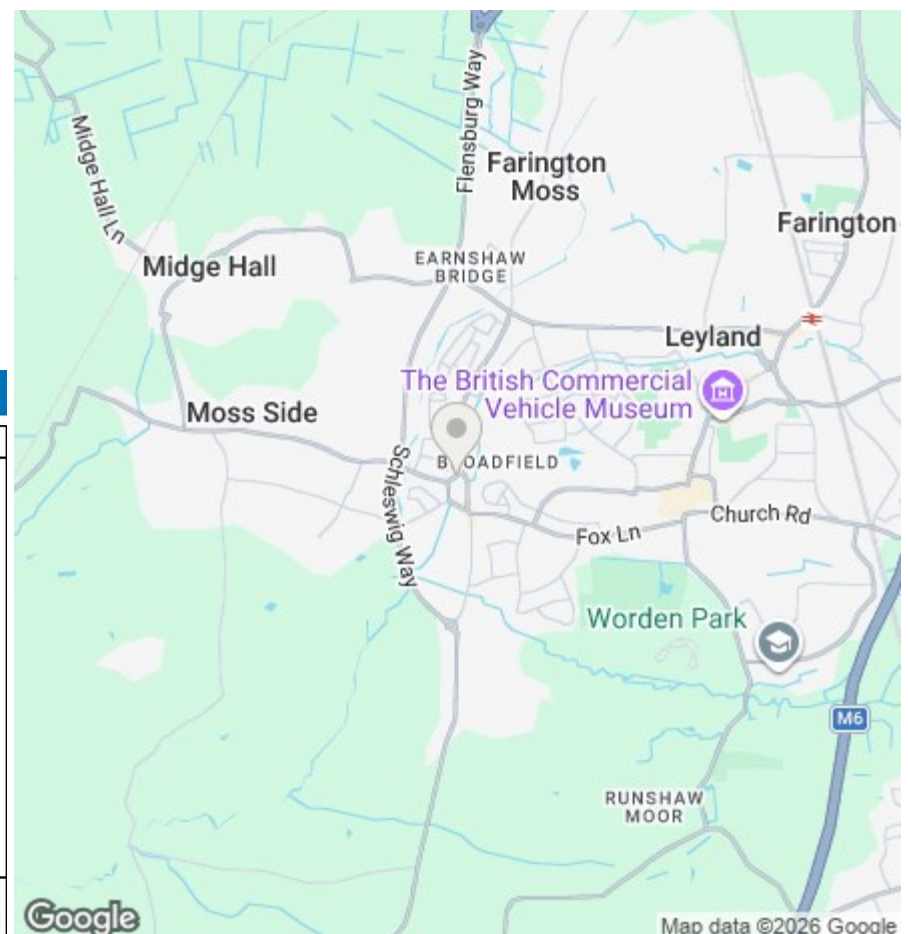 Flensburg Way
Farington
Moss
Midge Hall Ln
Farington
EARNSHAW
BRIDGE
Midge Hall
Leyland
The British Commercial
Vehicle Museum
Moss Side
BROADFIELD
Schleswig Way
Church Rd
Fox Ln
Worden Park
M6
RUNSHAW
MOOR
Google
Map data ©2026 Google